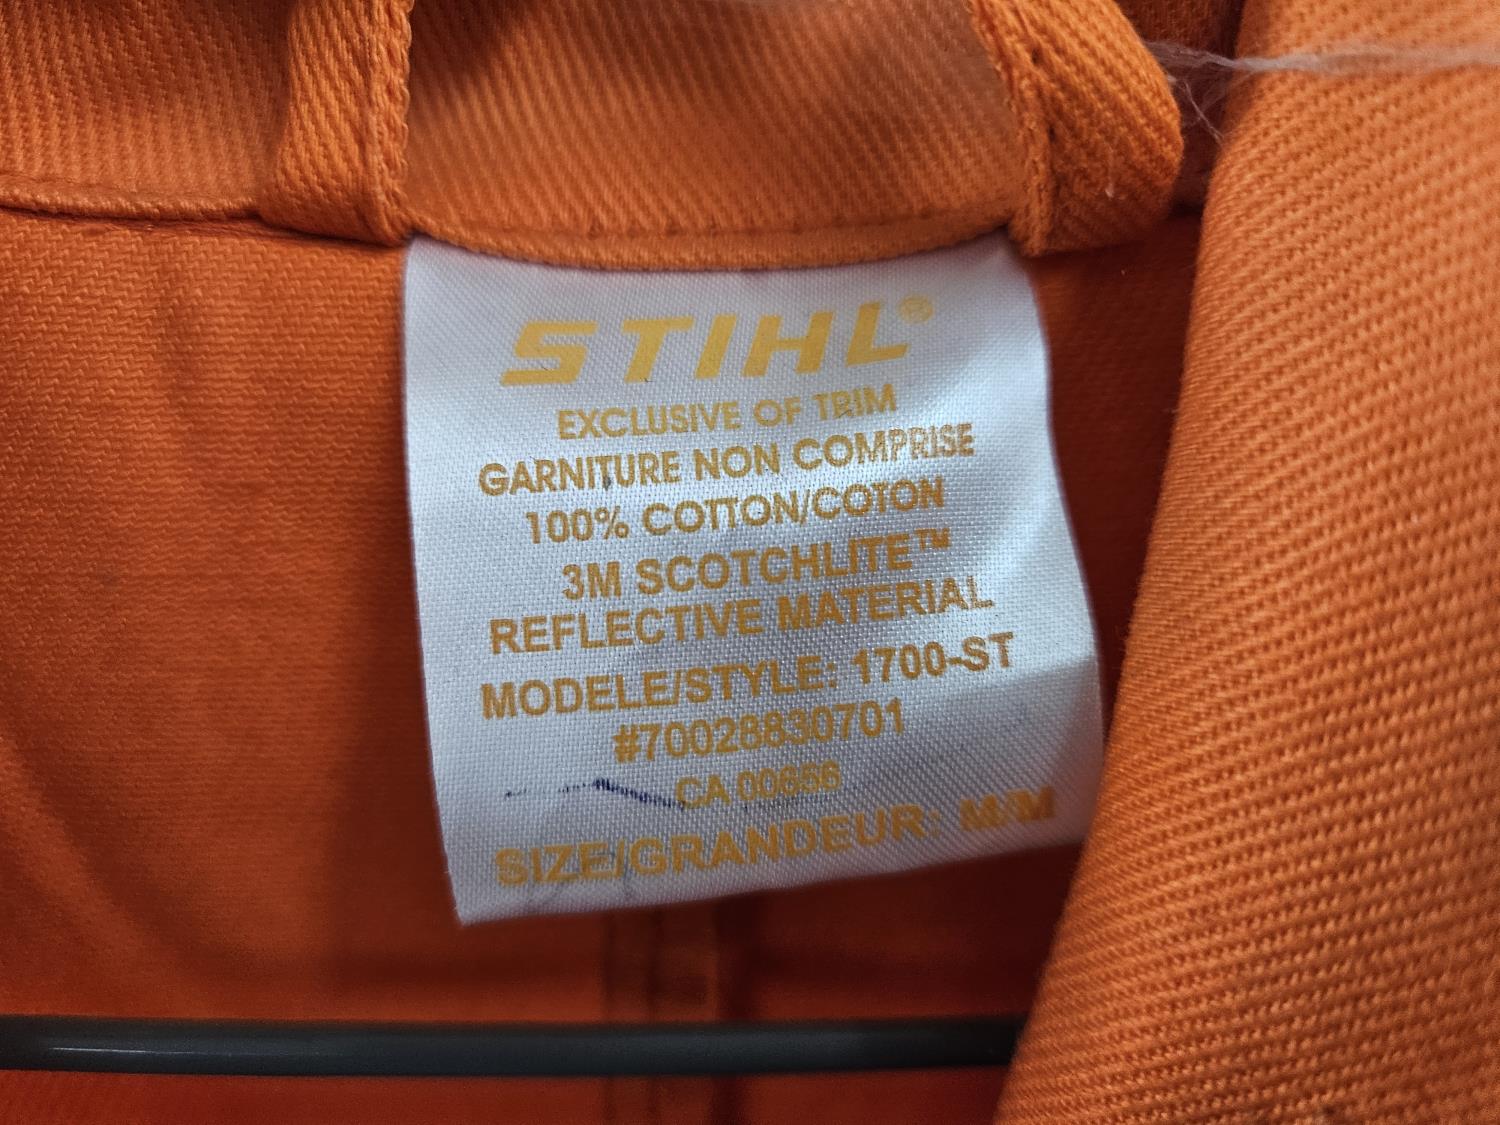 STIHL®
EXCLUSIVE OF TRIM
GARNITURE NON COMPRISE
100% COTTON/COTON
3M SCOTCHLITE™
REFLECTIVE MATERIAL
MODELE/STYLE: 1700-ST
#70028830701
CA 00656
SIZE/GRANDEUR: M/M